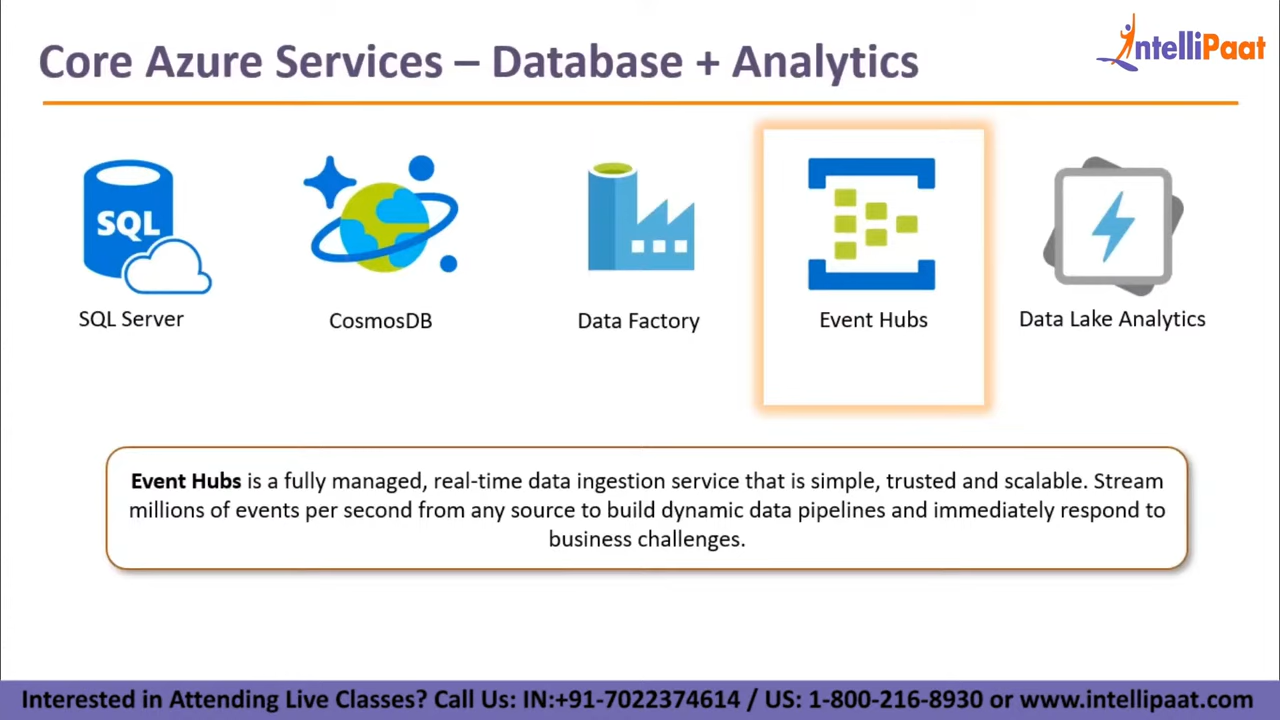 Core Azure Services – Database + Analytics
IntelliPaat
SQL
SQL Server
CosmosDB
Data Factory
Event Hubs
Data Lake Analytics
Event Hubs is a fully managed, real-time data ingestion service that is simple, trusted and scalable. Stream
millions of events per second from any source to build dynamic data pipelines and immediately respond to
business challenges.
Interested in Attending Live Classes? Call Us: IN:+91-7022374614 / US: 1-800-216-8930 or www.intellipaat.com